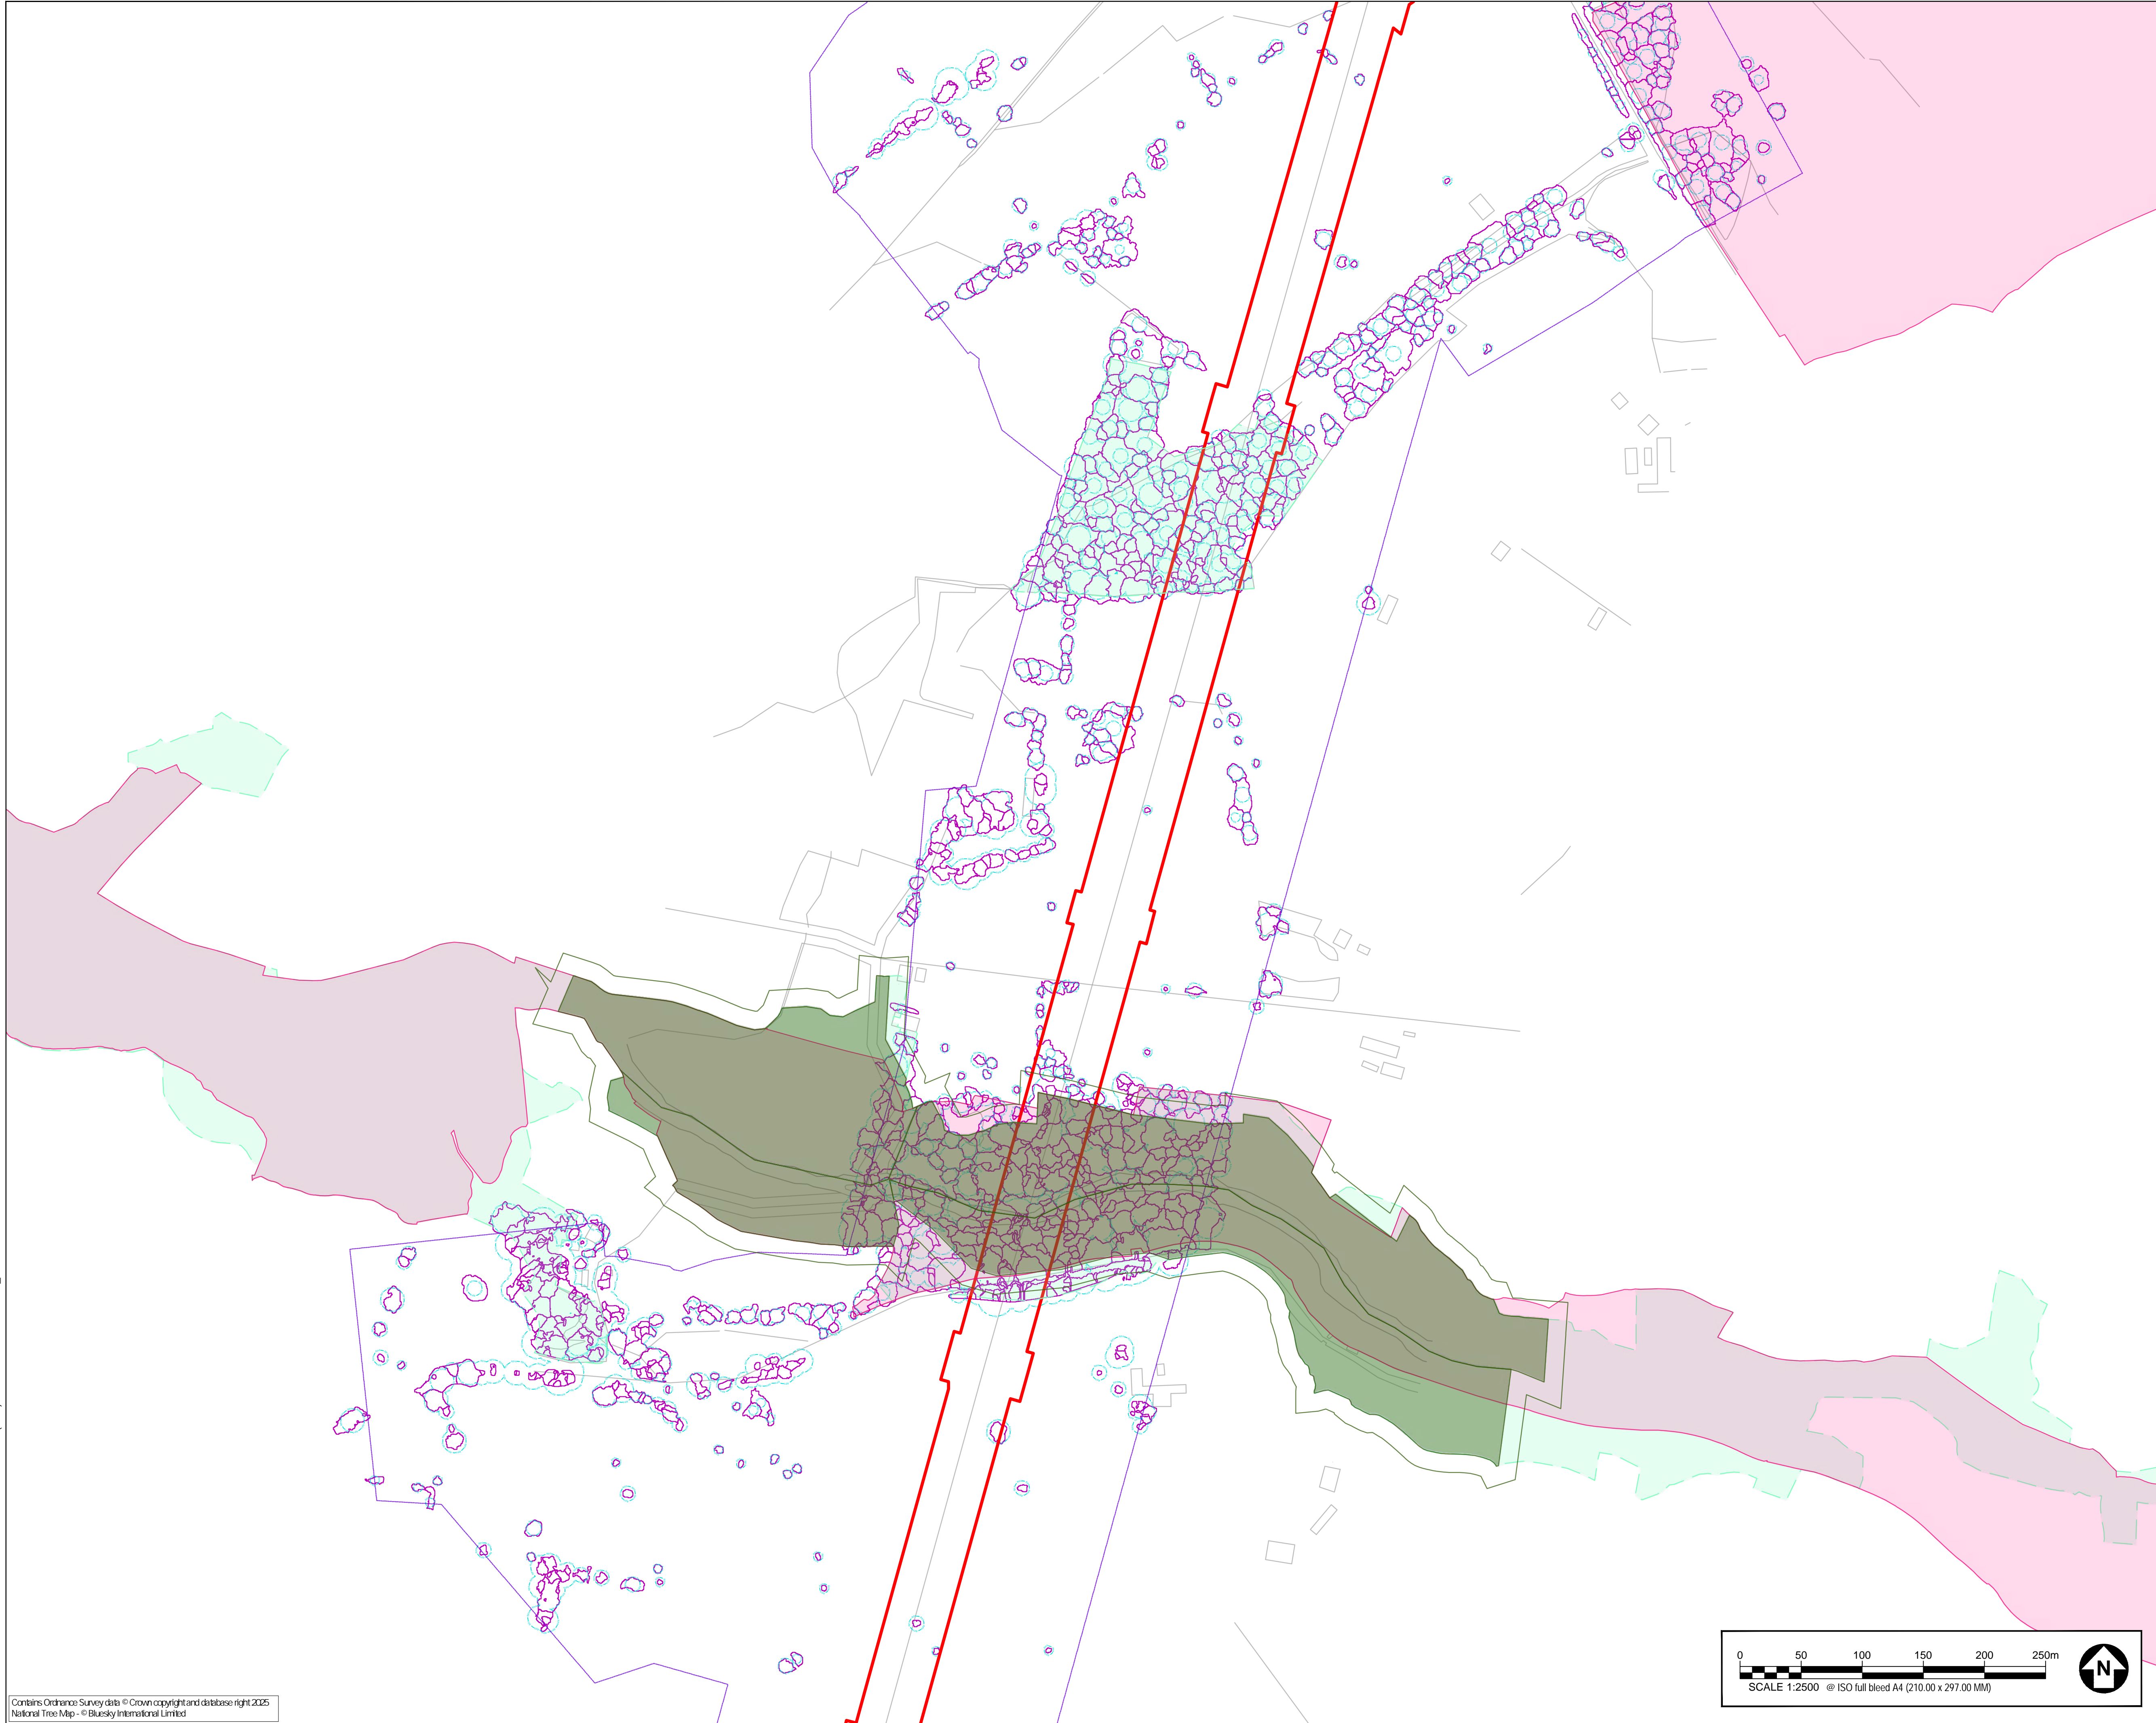 0 50 100 150 200 250m
SCALE 1:2500 @ ISO full bleed A4 (210.00 x 297.00 MM)
N
Contains Ordnance Survey data © Crown copyright and database right 2025
National Tree Map - © Bluesky International Limited